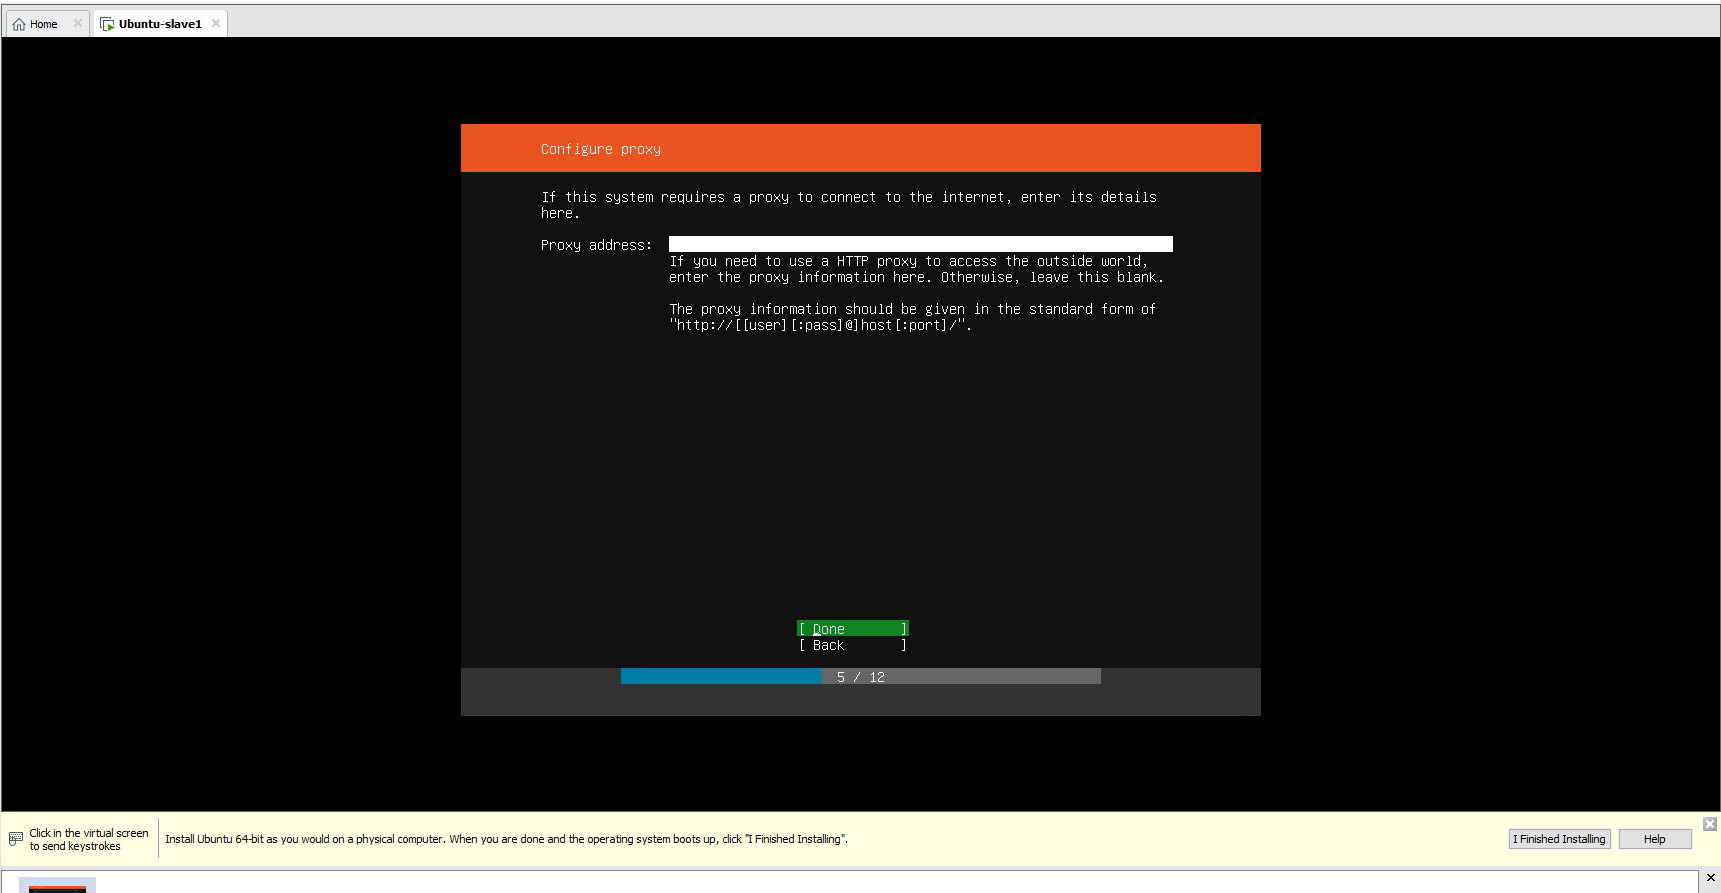 Home
Ubuntu-slave1
Configure proxy
If this system requires a proxy to connect to the internet, enter its details
here.
Proxy address:
If you need to use a HTTP proxy to access the outside world,
enter the proxy information here. Otherwise, leave this blank.
The proxy information should be given in the standard form of
"http://[[user][:pass]@]host[:port]/".
[ Done ]
[ Back ]
5 / 12
Click in the virtual screen
to send keystrokes
Install Ubuntu 64-bit as you would on a physical computer. When you are done and the operating system boots up, click "I Finished Installing".
I Finished Installing
Help